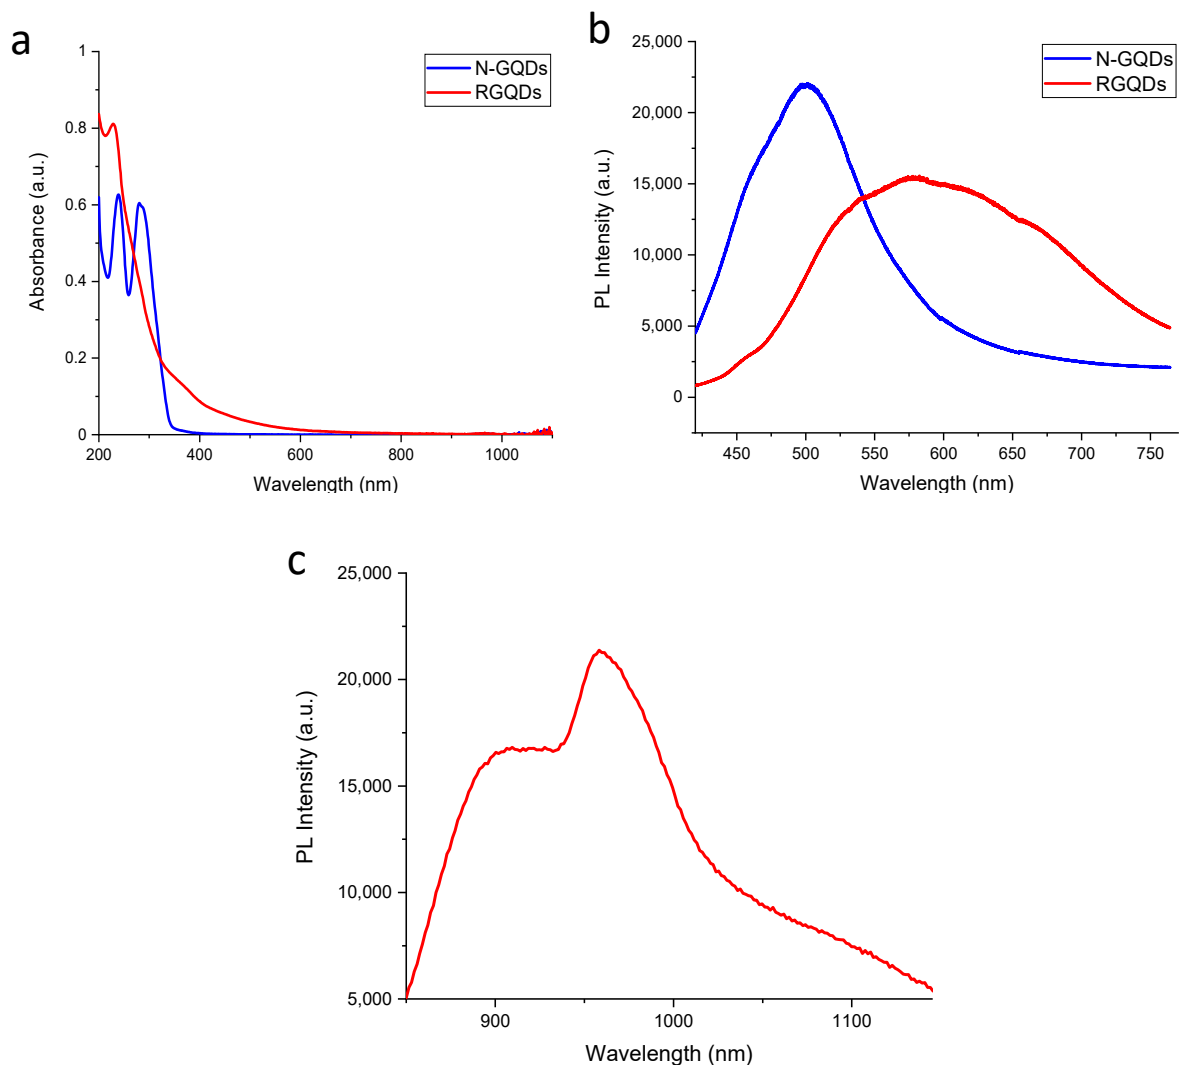 a
N-GQDs
RGQDs
1
0.8
0.6
0.4
0.2
0
200 400 600 800 1000
Absorbance (a.u.)
Wavelength (nm)
b
N-GQDs
RGQDs
25,000
20,000
15,000
10,000
5,000
0
450 500 550 600 650 700 750
PL Intensity (a.u.)
Wavelength (nm)
c
25,000
20,000
15,000
10,000
5,000
900 1000 1100
PL Intensity (a.u.)
Wavelength (nm)